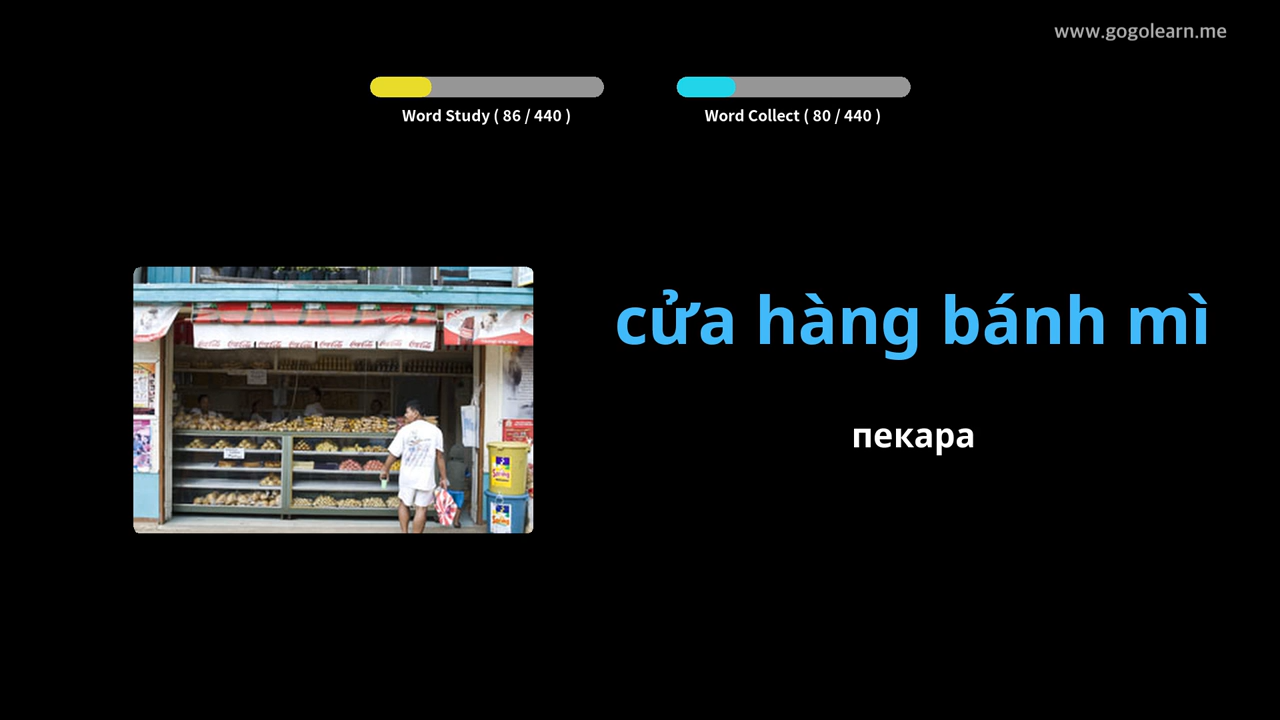 www.gogolearn.me
Word Study ( 86 / 440 )
Word Collect ( 80 / 440 )
cửa hàng bánh mì
пекара